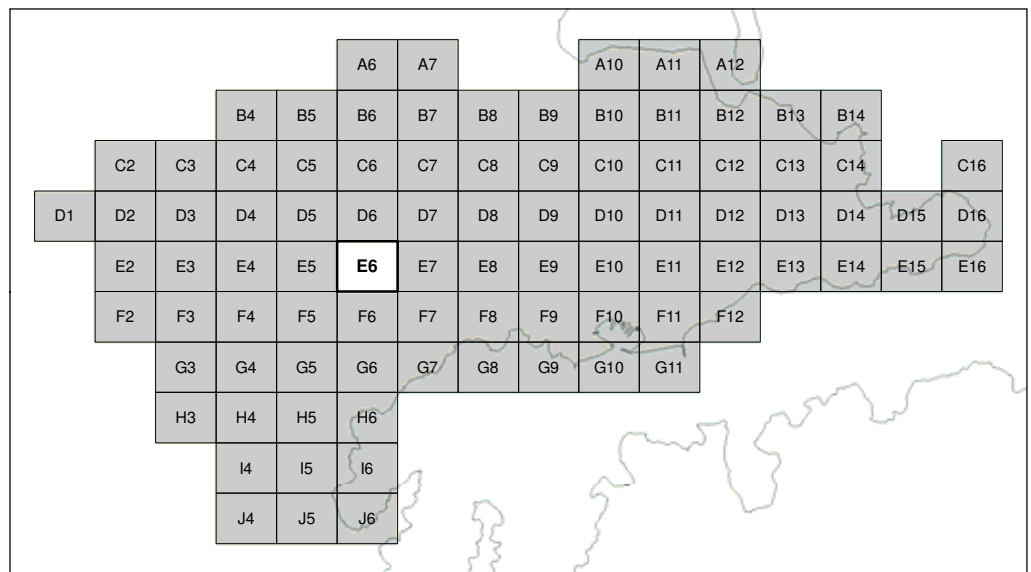 A6 A7 A10 A11 A12
B4 B5 B6 B7 B8 B9 B10 B11 B12 B13 B14
C2 C3 C4 C5 C6 C7 C8 C9 C10 C11 C12 C13 C14 C16
D1 D2 D3 D4 D5 D6 D7 D8 D9 D10 D11 D12 D13 D14 D15 D16
E2 E3 E4 E5 E6 E7 E8 E9 E10 E11 E12 E13 E14 E15 E16
F2 F3 F4 F5 F6 F7 F8 F9 F10 F11 F12
G3 G4 G5 G6 G7 G8 G9 G10 G11
H3 H4 H5 H6
I4 I5 I6
J4 J5 J6